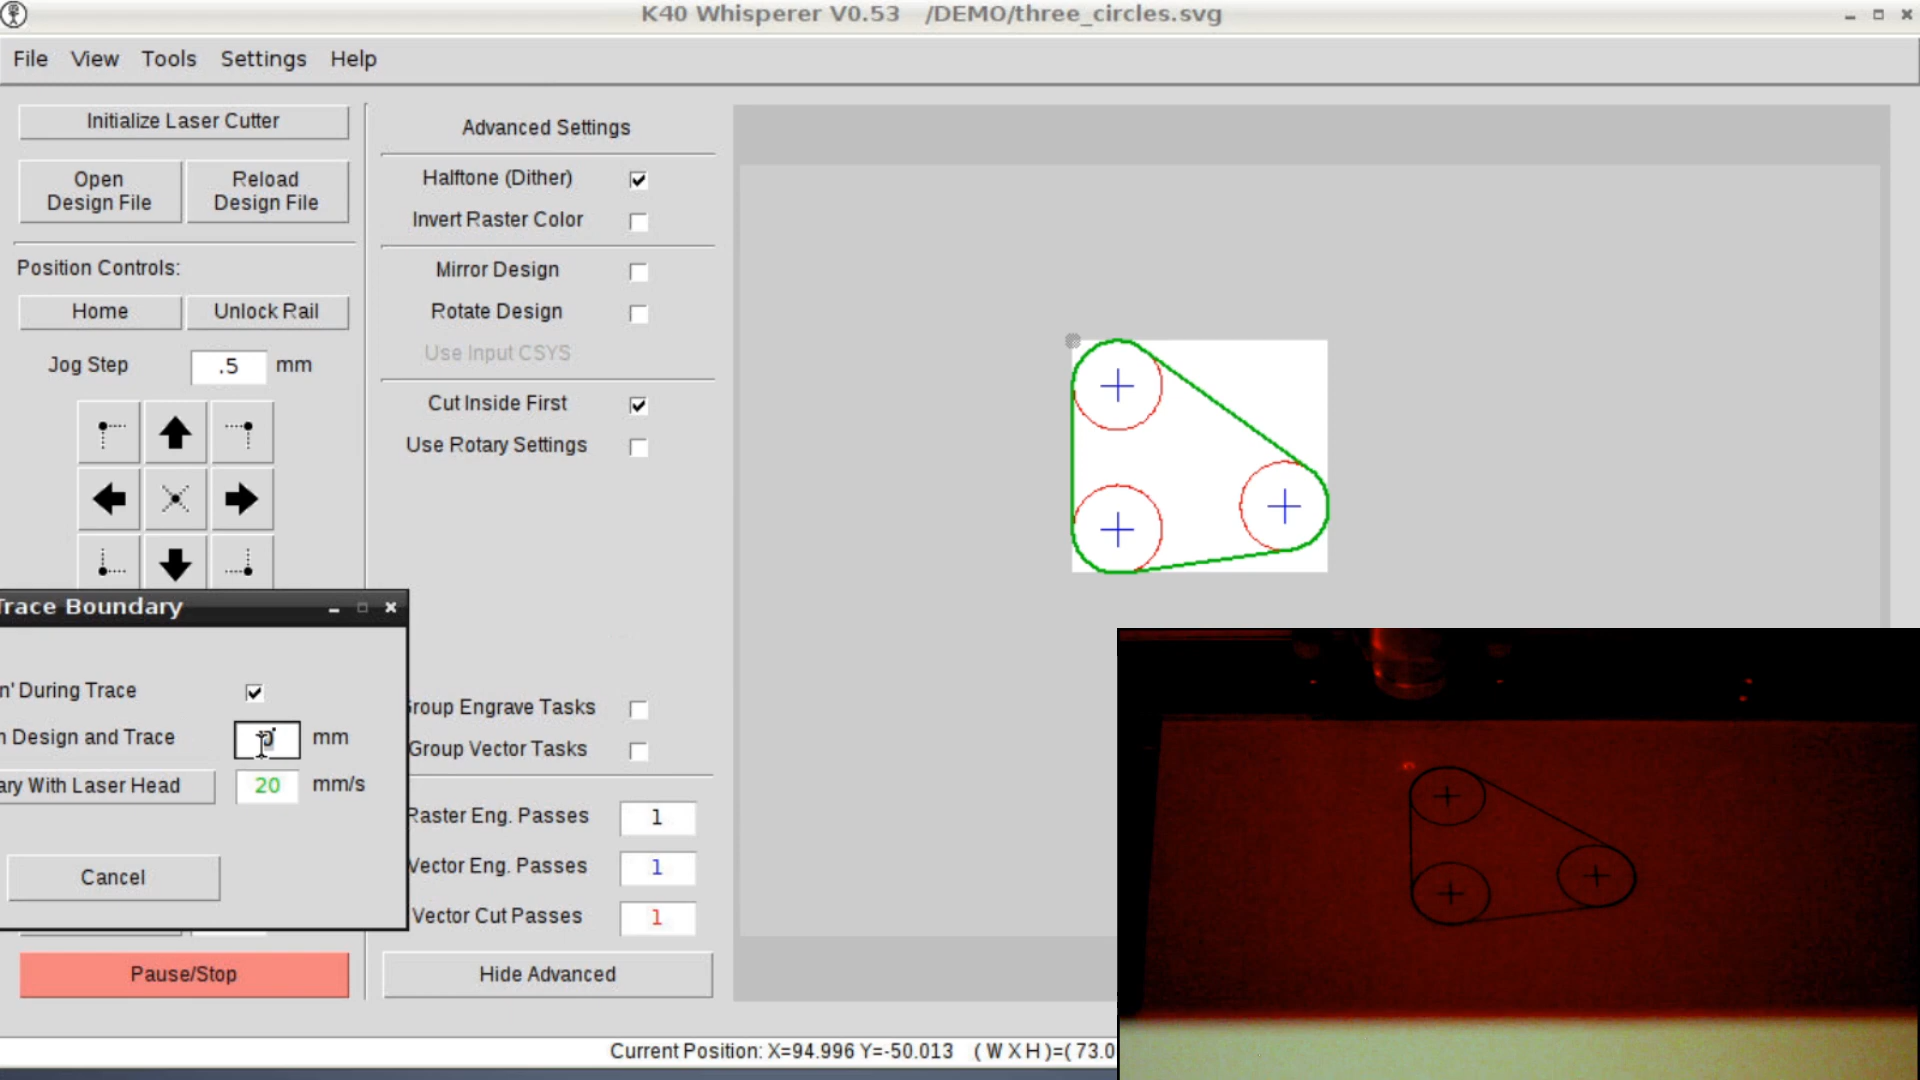 K40 Whisperer V0.53 /DEMO/three_circles.svg
File View Tools Settings Help
Initialize Laser Cutter
Open
Design File
Reload
Design File
Position Controls:
Home
Unlock Rail
Jog Step .5 mm
Advanced Settings
Halftone (Dither)
Invert Raster Color
Mirror Design
Rotate Design
Use Input CSYS
Cut Inside First
Use Rotary Settings
Trace Boundary
n' During Trace
n Design and Trace mm
ary With Laser Head 20 mm/s
Cancel
Group Engrave Tasks
Group Vector Tasks
Raster Eng. Passes 1
Vector Eng. Passes 1
Vector Cut Passes 1
Pause/Stop
Hide Advanced
Current Position: X=94.996 Y=-50.013 ( W X H )=( 73.0